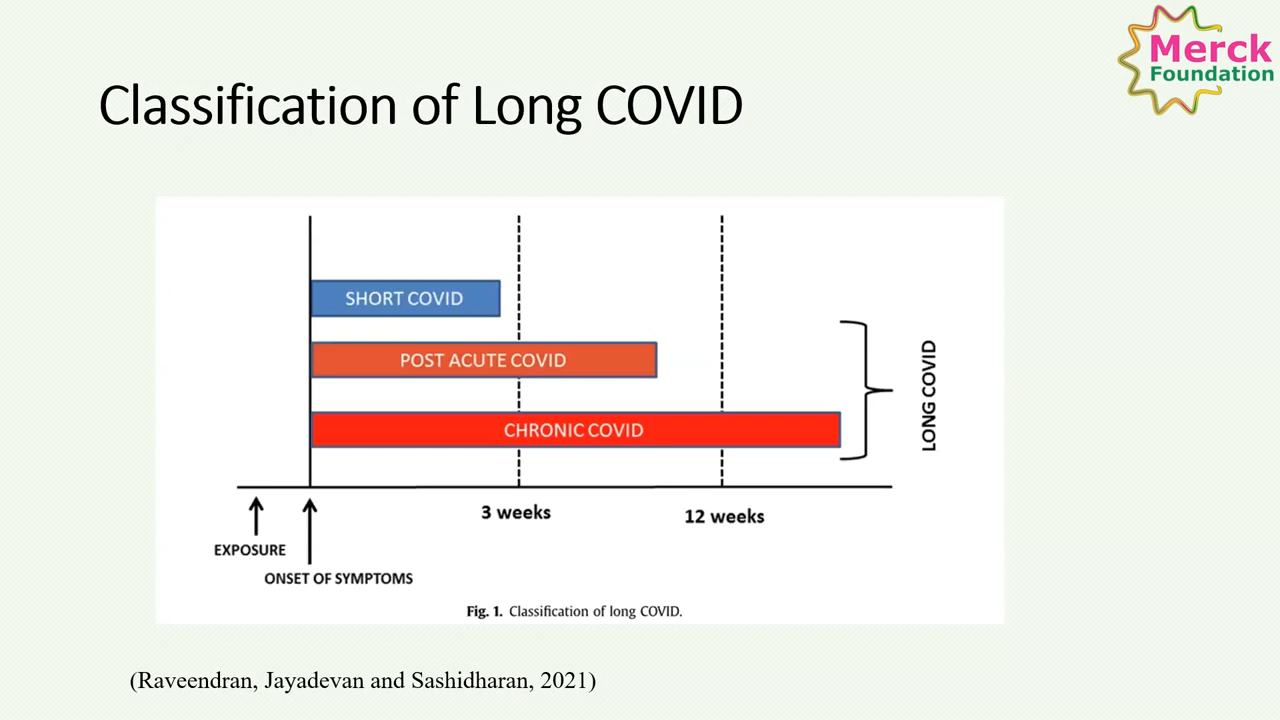 Merck
Foundation
Classification of Long COVID
SHORT COVID
POST ACUTE COVID
CHRONIC COVID
LONG COVID
3 weeks
12 weeks
EXPOSURE
ONSET OF SYMPTOMS
Fig. 1. Classification of long COVID.
(Raveendran, Jayadevan and Sashidharan, 2021)